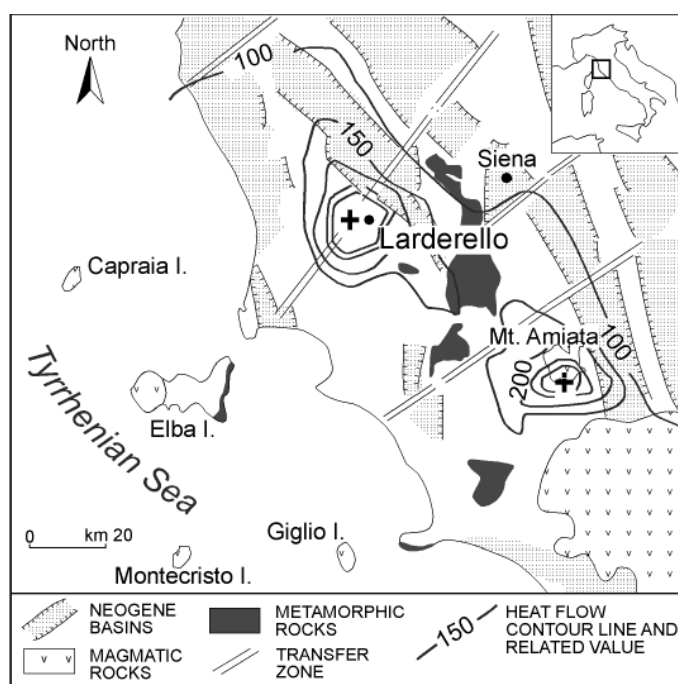 North
100
150
Siena
Larderello
Capraia I.
Mt. Amiata
200
100
Tyrrhenian Sea
Elba I.
0 km 20
Giglio I.
Montecristo I.
NEOGENE
BASINS
METAMORPHIC
ROCKS
150
HEAT FLOW
CONTOUR LINE AND
RELATED VALUE
MAGMATIC
ROCKS
TRANSFER
ZONE